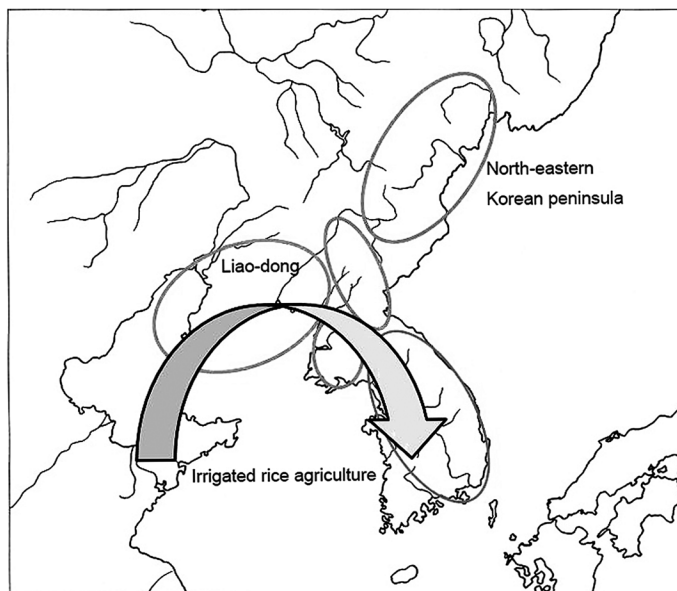 North-eastern
Korean peninsula
Liao-dong
Irrigated rice agriculture